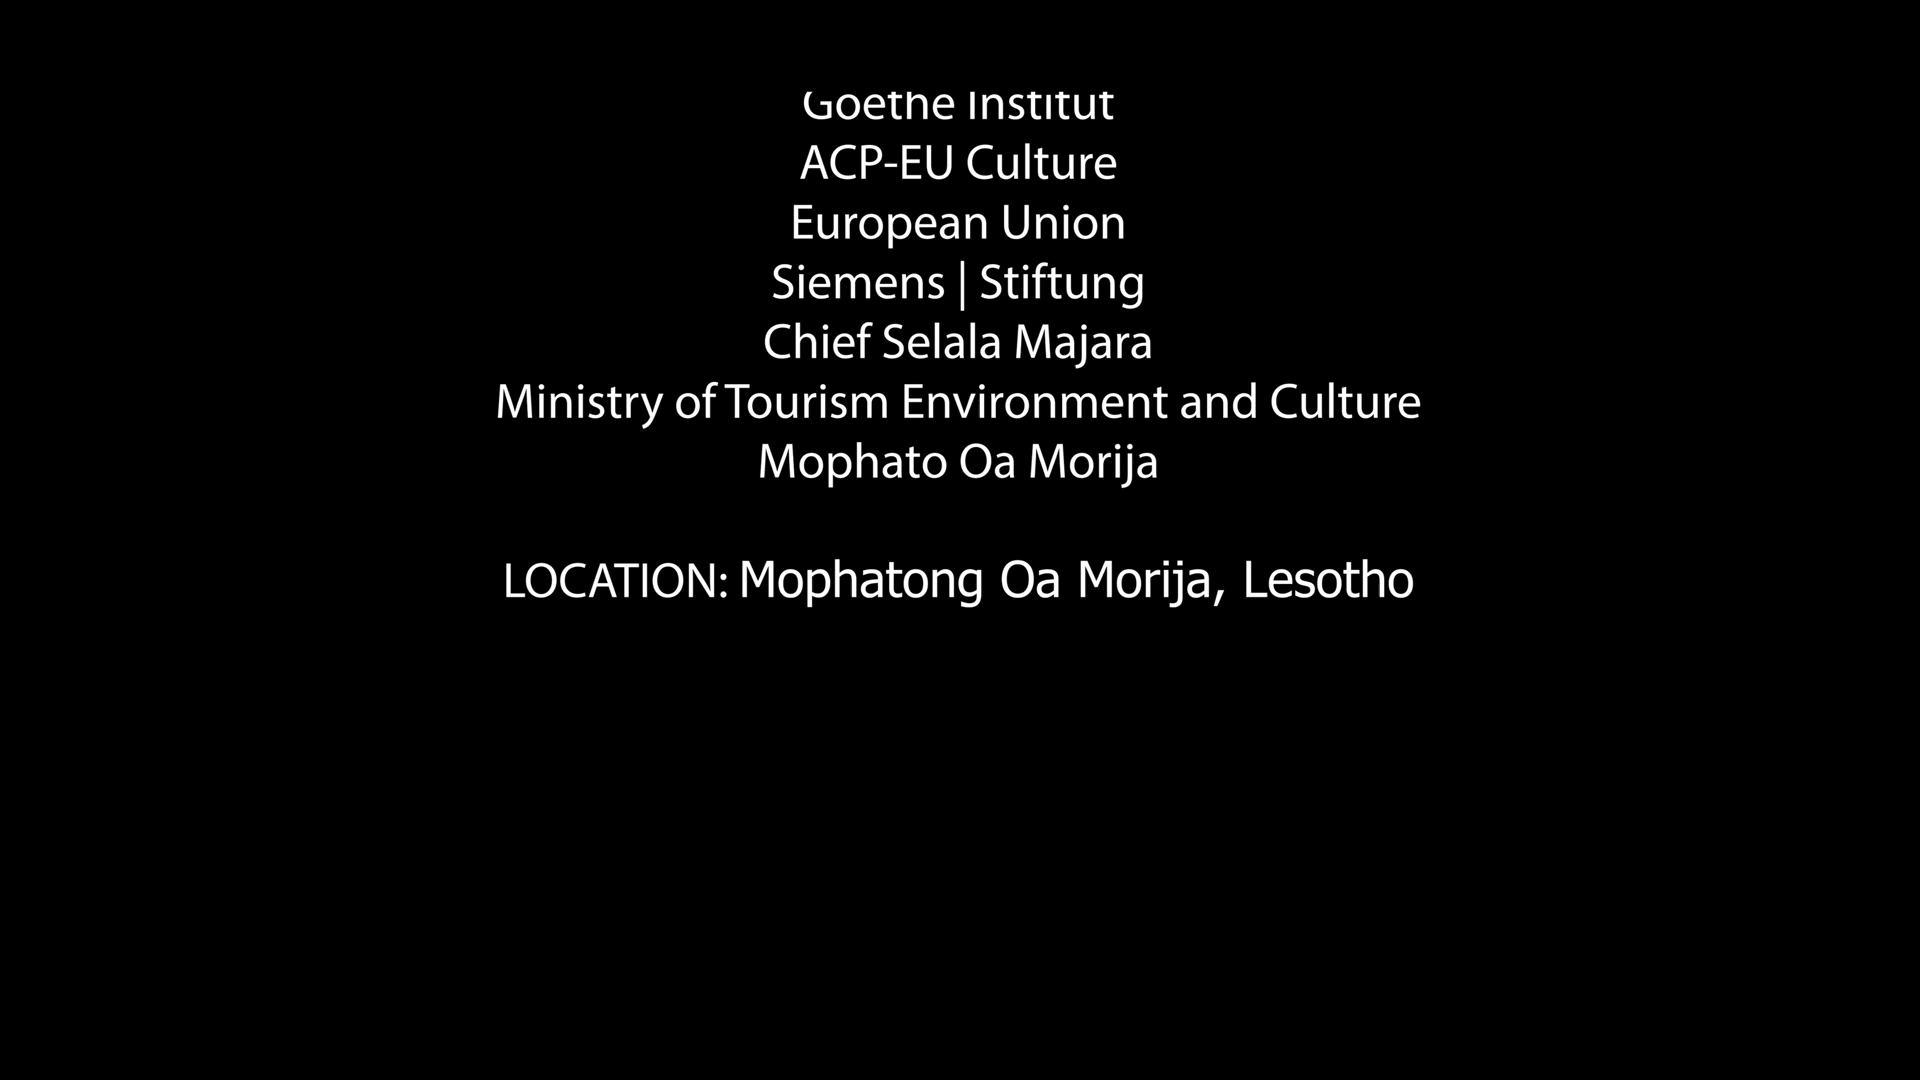 Goethe Institut
ACP-EU Culture
European Union
Siemens | Stiftung
Chief Selala Majara
Ministry of Tourism Environment and Culture
Mophato Oa Morija
LOCATION: Mophatong Oa Morija, Lesotho